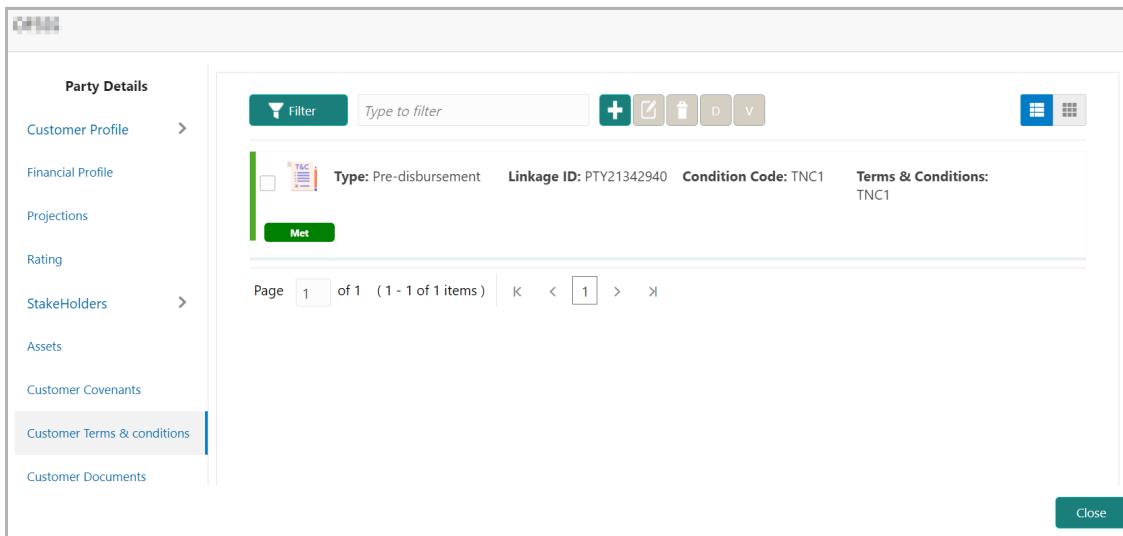 Party Details
Customer Profile
Financial Profile
Projections
Rating
StakeHolders
Assets
Customer Covenants
Customer Terms & conditions
Customer Documents
Filter
Type to filter
D
V
T&C
Type: Pre-disbursement
Linkage ID: PTY21342940
Condition Code: TNC1
Terms & Conditions:
TNC1
Met
Page 1 of 1 ( 1 - 1 of 1 items )
1
Close